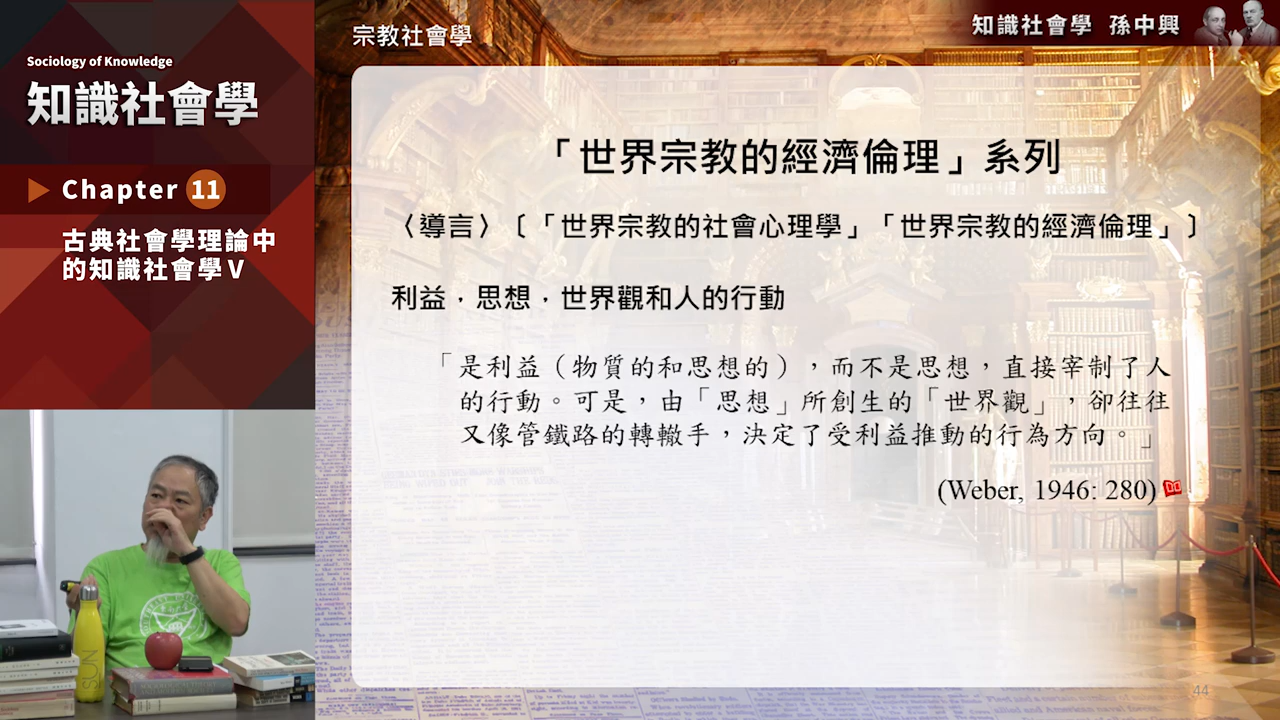 Sociology of Knowledge
知識社會學
Chapter 11
古典社會學理論中
的知識社會學 V
宗教社會學
知識社會學 孫中興
「世界宗教的經濟倫理」系列
〈導言〉〔「世界宗教的社會心理學」「世界宗教的經濟倫理」〕
利益．思想．世界觀和人的行動
「是利益（物質的和思想的），而不是思想，直接宰制了人
的行動。可是，由「思想」所創生的「世界觀」，卻往往
又像管鐵路的轉轍手，決定了受利益推動的行為方向。」
(Weber, 1946: 280)
44
SUN